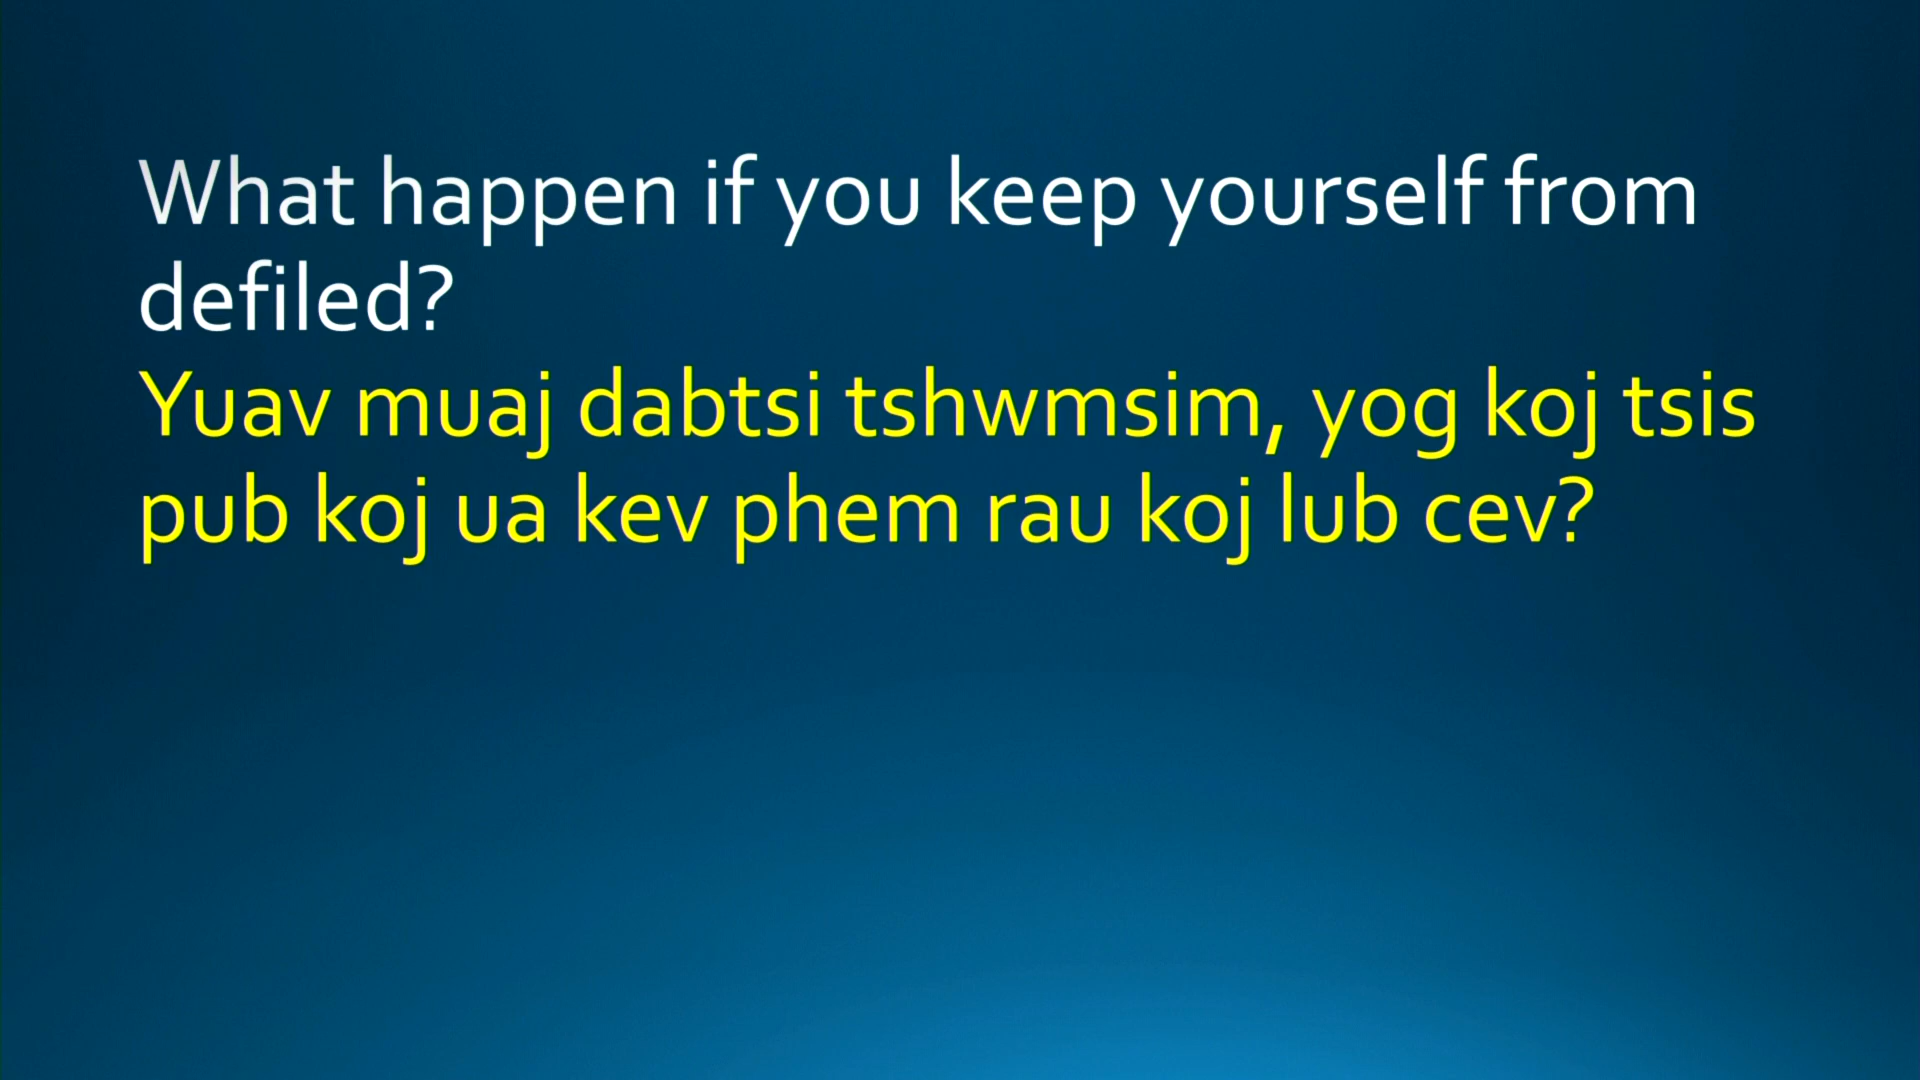 What happen if you keep yourself from
defiled?
Yuav muaj dabtsi tshwmsim, yog koj tsis
pub koj ua kev phem rau koj lub cev?